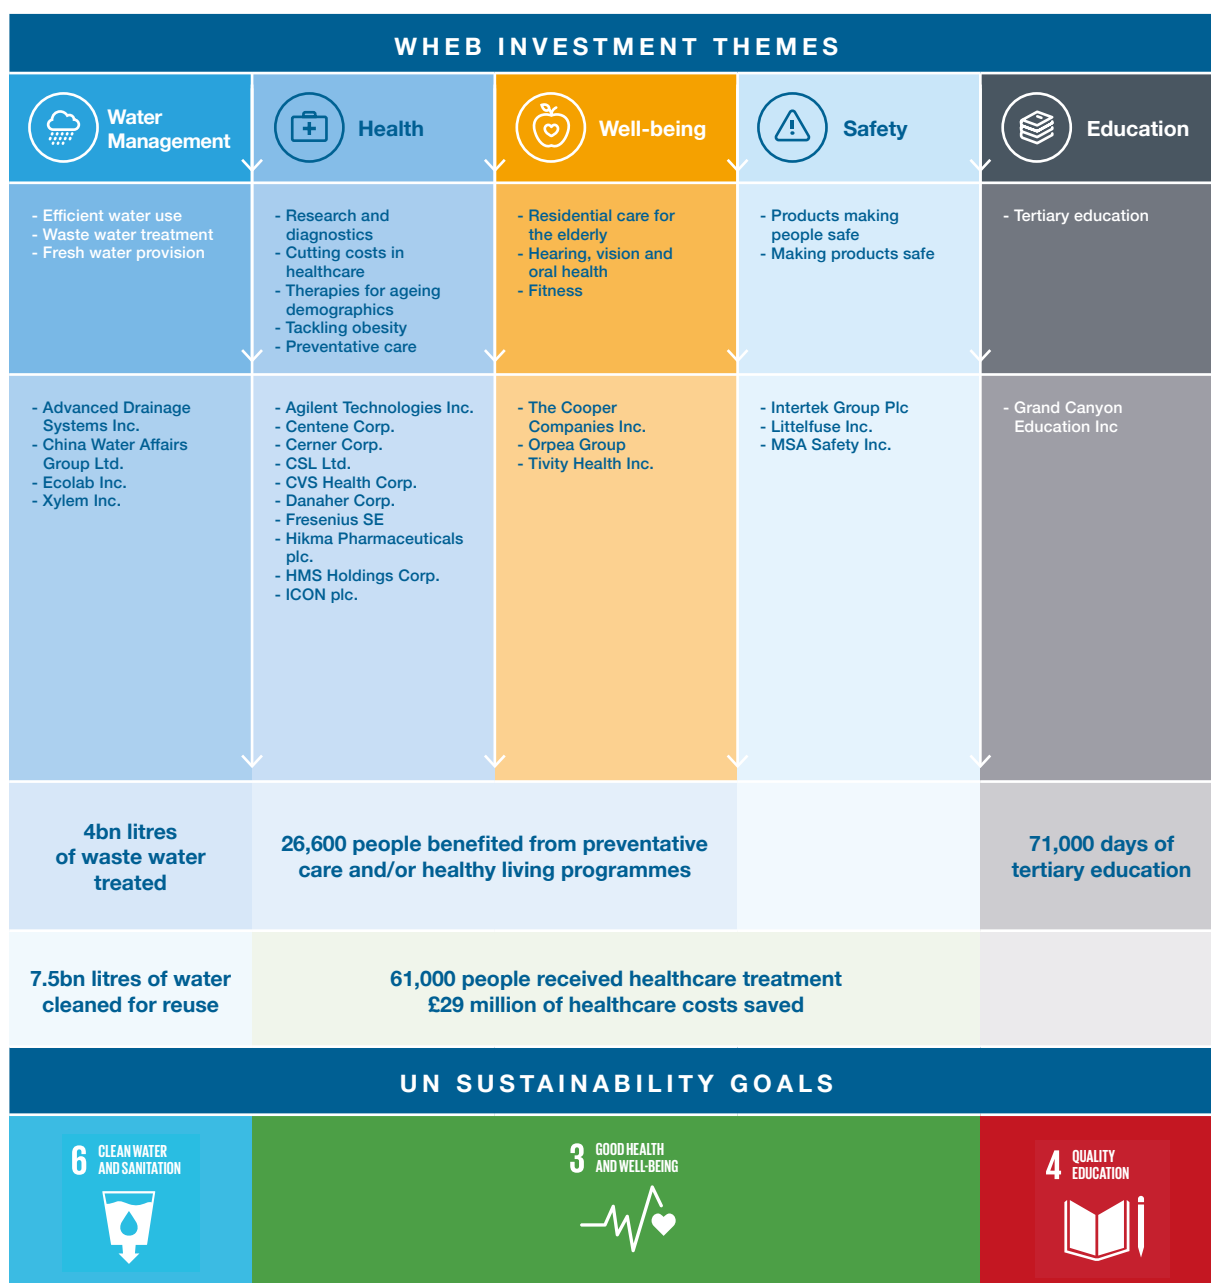 WHEB INVESTMENT THEMES
Water
Management
Health
Well-being
Safety
Education
- Efficient water use
- Waste water treatment
- Fresh water provision
- Research and
diagnostics
- Cutting costs in
healthcare
- Therapies for ageing
demographics
- Tackling obesity
- Preventative care
- Residential care for
the elderly
- Hearing, vision and
oral health
- Fitness
- Products making
people safe
- Making products safe
- Tertiary education
- Advanced Drainage
Systems Inc.
- China Water Affairs
Group Ltd.
- Ecolab Inc.
- Xylem Inc.
- Agilent Technologies Inc.
- Centene Corp.
- Cerner Corp.
- CSL Ltd.
- CVS Health Corp.
- Danaher Corp.
- Fresenius SE
- Hikma Pharmaceuticals
plc.
- HMS Holdings Corp.
- ICON plc.
- The Cooper
Companies Inc.
- Orpea Group
- Tivity Health Inc.
- Intertek Group Plc
- Littelfuse Inc.
- MSA Safety Inc.
- Grand Canyon
Education Inc
4bn litres
of waste water
treated
26,600 people benefited from preventative
care and/or healthy living programmes
71,000 days of
tertiary education
7.5bn litres of water
cleaned for reuse
61,000 people received healthcare treatment
£29 million of healthcare costs saved
UN SUSTAINABILITY GOALS
6 CLEAN WATER
AND SANITATION
3 GOOD HEALTH
AND WELL-BEING
4 QUALITY
EDUCATION